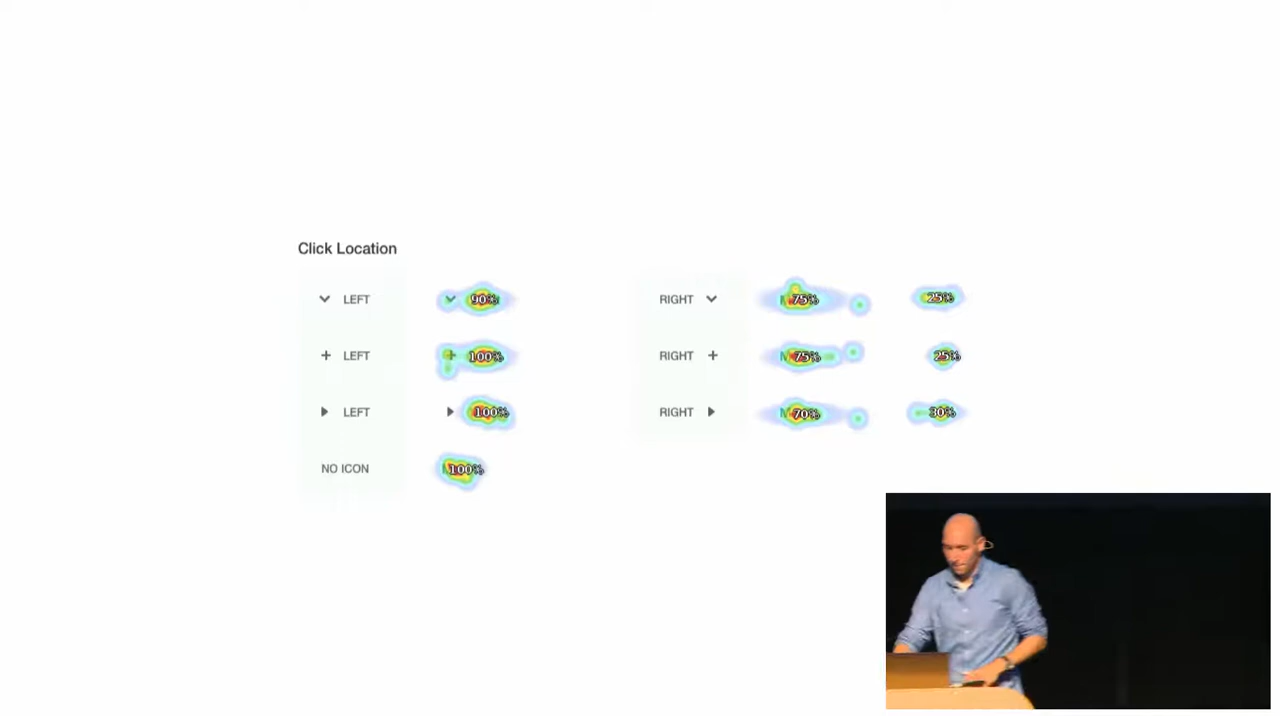 Click Location
LEFT 90% RIGHT 75% 25%
+ LEFT + 100% RIGHT + 75% 25%
LEFT 100% RIGHT 70% 30%
NO ICON 100%